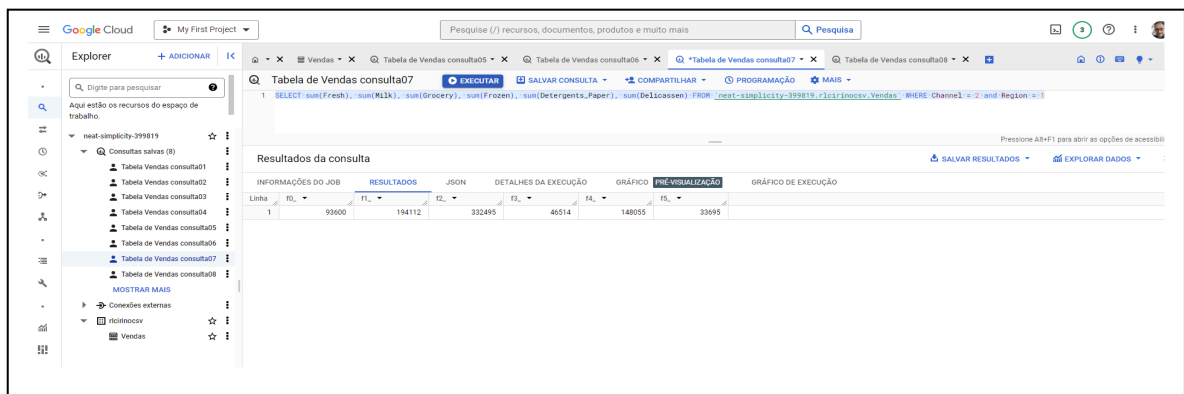 Google Cloud My First Project Pesquise (/) recursos, documentos, produtos e muito mais Pesquisa 3
Explorer + ADICIONAR
Vendas Tabela de Vendas consulta05 Tabela de Vendas consulta06 *Tabela de Vendas consulta07 Tabela de Vendas consulta08
Digite para pesquisar
Aqui estão os recursos do espaço de
trabalho.
neat-simplicity-399819
Consultas salvas (8)
Tabela Vendas consulta01
Tabela Vendas consulta02
Tabela Vendas consulta03
Tabela Vendas consulta04
Tabela de Vendas consulta05
Tabela de Vendas consulta06
Tabela de Vendas consulta07
Tabela de Vendas consulta08
MOSTRAR MAIS
Conexões externas
rlcirinocsv
Vendas
Tabela de Vendas consulta07 EXECUTAR SALVAR CONSULTA COMPARTILHAR PROGRAMAÇÃO MAIS
1 SELECT sum(Fresh), sum(Milk), sum(Grocery), sum(Frozen), sum(Detergents_Paper), sum(Delicassen) FROM `neat-simplicity-399819.rlcirinocsv.Vendas` WHERE Channel = 2 and Region = 1
Pressione Alt+F1 para abrir as opções de acessibili
Resultados da consulta SALVAR RESULTADOS EXPLORAR DADOS
INFORMAÇÕES DO JOB RESULTADOS JSON DETALHES DA EXECUÇÃO GRÁFICO PRÉ-VISUALIZAÇÃO GRÁFICO DE EXECUÇÃO
Linha f0_ f1_ f2_ f3_ f4_ f5_
1 93600 194112 332495 46514 148055 33695